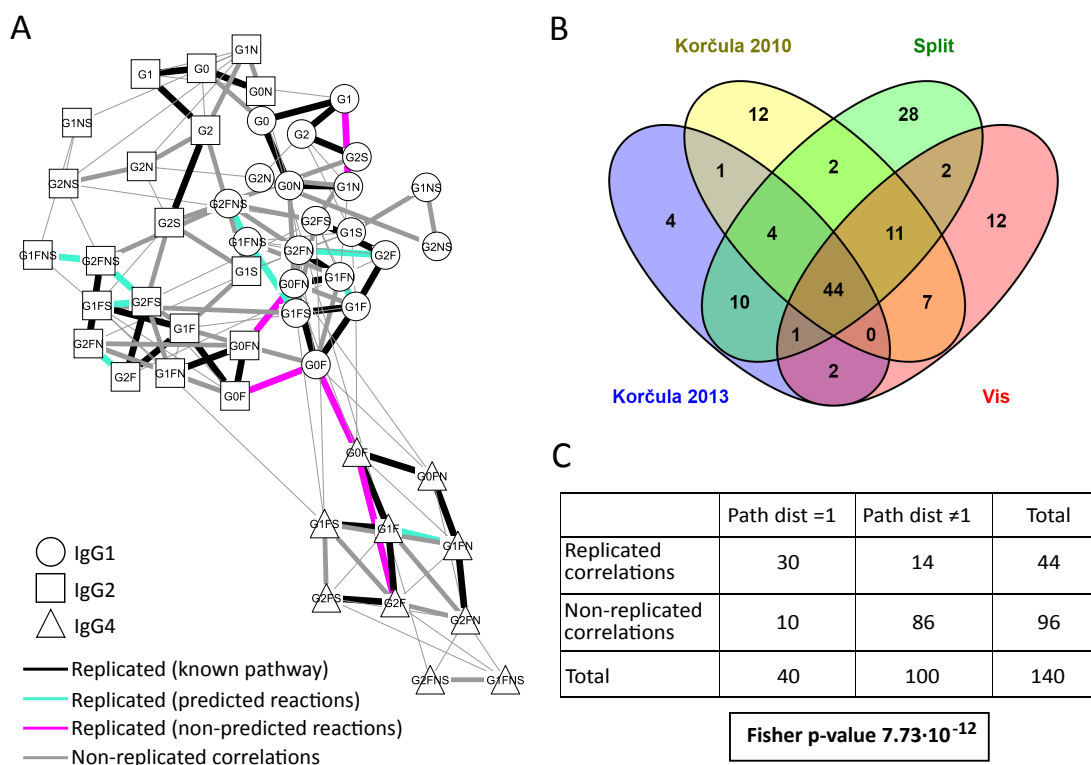 A
G1N
G0
G1
G0N
G1
G1NS
G0
G2
G2
G2S
G2N
G2N
G2NS
G0N
G1N
G1NS
G2FNS
G2S
G2FS
G1S
G1FNS
G2NS
G1FNS
G2FNS
G2FN
G2F
G1S
G0FN
G1FN
G1FS
G2FS
G1FS
G1F
G1F
G2FN
G0FN
G2F
G1FN
G0F
G0F
G0F
G0FN
G1FS
G1F
G1FN
G2FS
G2F
G2FN
G2FNS
G1FNS
IgG1
IgG2
IgG4
Replicated (known pathway)
Replicated (predicted reactions)
Replicated (non-predicted reactions)
Non-replicated correlations
B
Korčula 2010
Split
12
28
1
2
2
4
4
11
12
10
44
7
1
0
2
Korčula 2013
Vis
C
Path dist =1 Path dist ≠1 Total
Replicated
correlations 30 14 44
Non-replicated
correlations 10 86 96
Total 40 100 140
Fisher p-value 7.73·10⁻¹²